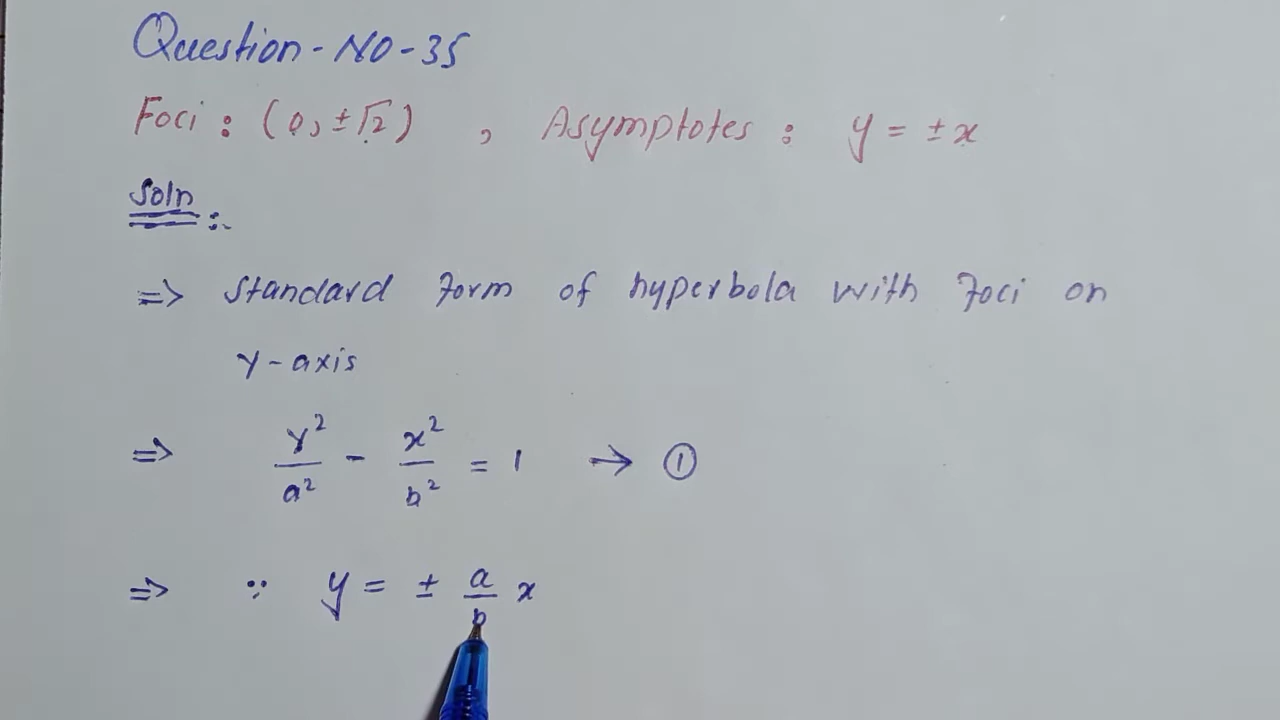 Question-No-35
Foci : (0, ±√2) , Asymptotes : y = ±x
Soln :-
=> Standard Form of hyperbola with Foci on
Y-axis
=> Y²/a² - x²/b² = 1 → ①
=> ∵ y = ± a/b x